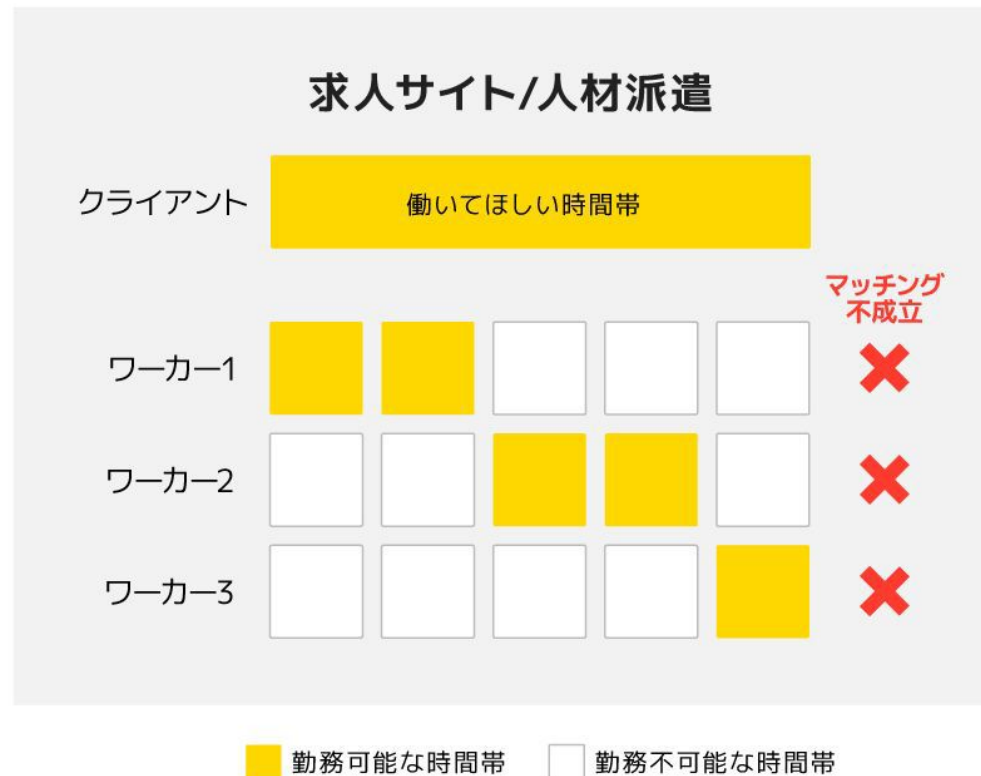 求人サイト/人材派遣
クライアント
働いてほしい時間帯
マッチング
不成立
ワーカー1
ワーカー2
ワーカー3
勤務可能な時間帯
勤務不可能な時間帯